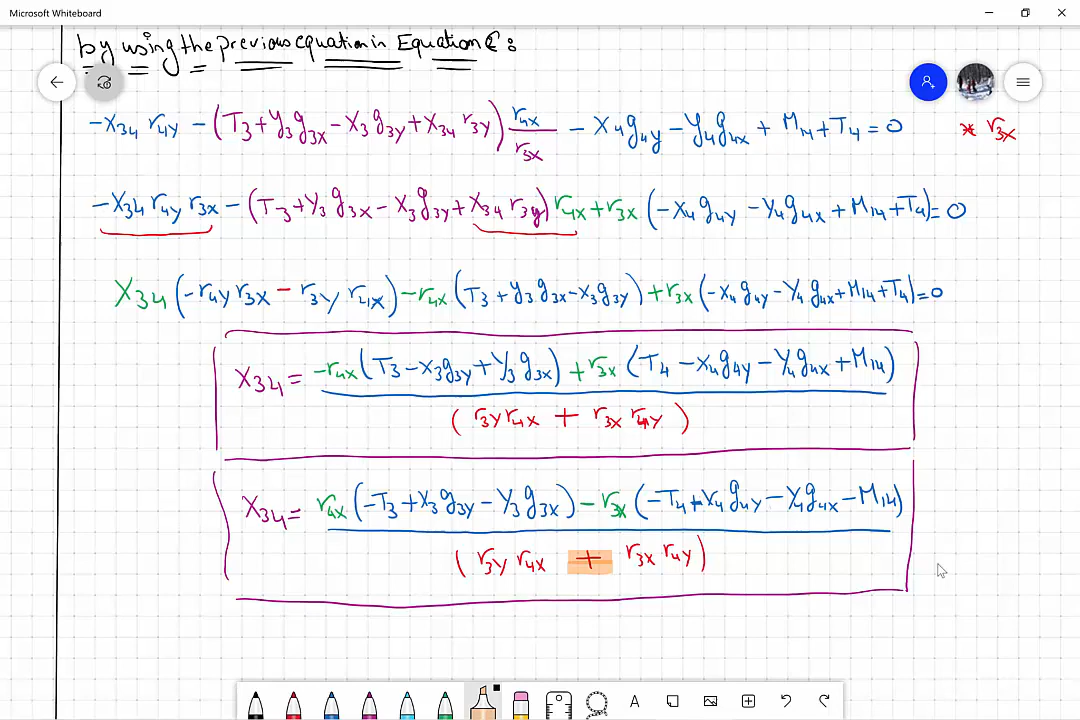 Microsoft Whiteboard
by using the previous equation in Equation C :
-X34 r4y - (T3 + Y3 g3x - X3 g3y + X34 r3y) r4x/r3x - X4 g4y - Y4 g4x + M14 + T4 = 0 * r3x
-X34 r4y r3x - (T3 + Y3 g3x - X3 g3y + X34 r3y) r4x + r3x (-X4 g4y - Y4 g4x + M14 + T4) = 0
X34 (-r4y r3x - r3y r4x) - r4x (T3 + Y3 g3x - X3 g3y) + r3x (-X4 g4y - Y4 g4x + M14 + T4) = 0
X34 = -r4x (T3 - X3 g3y + Y3 g3x) + r3x (T4 - X4 g4y - Y4 g4x + M14)
(r3y r4x + r3x r4y)
X34 = r4x (-T3 + X3 g3y - Y3 g3x) - r3x (-T4 + X4 g4y - Y4 g4x - M14)
(r3y r4x + r3x r4y)